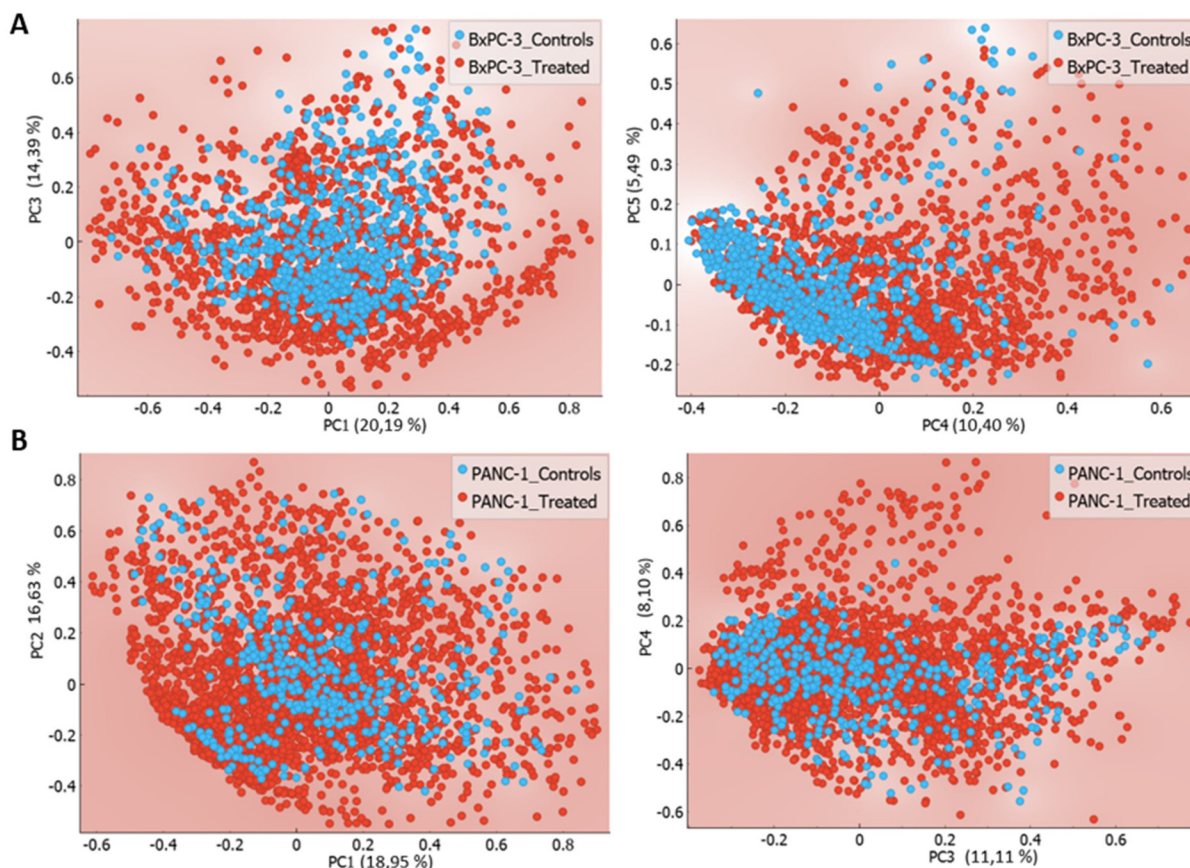 A
BxPC-3_Controls
BxPC-3_Treated
PC3 (14,39 %)
0.6
0.4
0.2
0
-0.2
-0.4
-0.6 -0.4 -0.2 0 0.2 0.4 0.6 0.8
PC1 (20,19 %)
BxPC-3_Controls
BxPC-3_Treated
PC5 (5,49 %)
0.6
0.5
0.4
0.3
0.2
0.1
0
-0.1
-0.2
-0.4 -0.2 0 0.2 0.4 0.6
PC4 (10,40 %)
B
PANC-1_Controls
PANC-1_Treated
PC2 16,63 %
0.8
0.6
0.4
0.2
0
-0.2
-0.4
-0.6 -0.4 -0.2 0 0.2 0.4 0.6 0.8
PC1 (18,95 %)
PANC-1_Controls
PANC-1_Treated
PC4 (8,10 %)
0.8
0.6
0.4
0.2
0
-0.2
-0.4
-0.6
-0.2 0 0.2 0.4 0.6
PC3 (11,11 %)